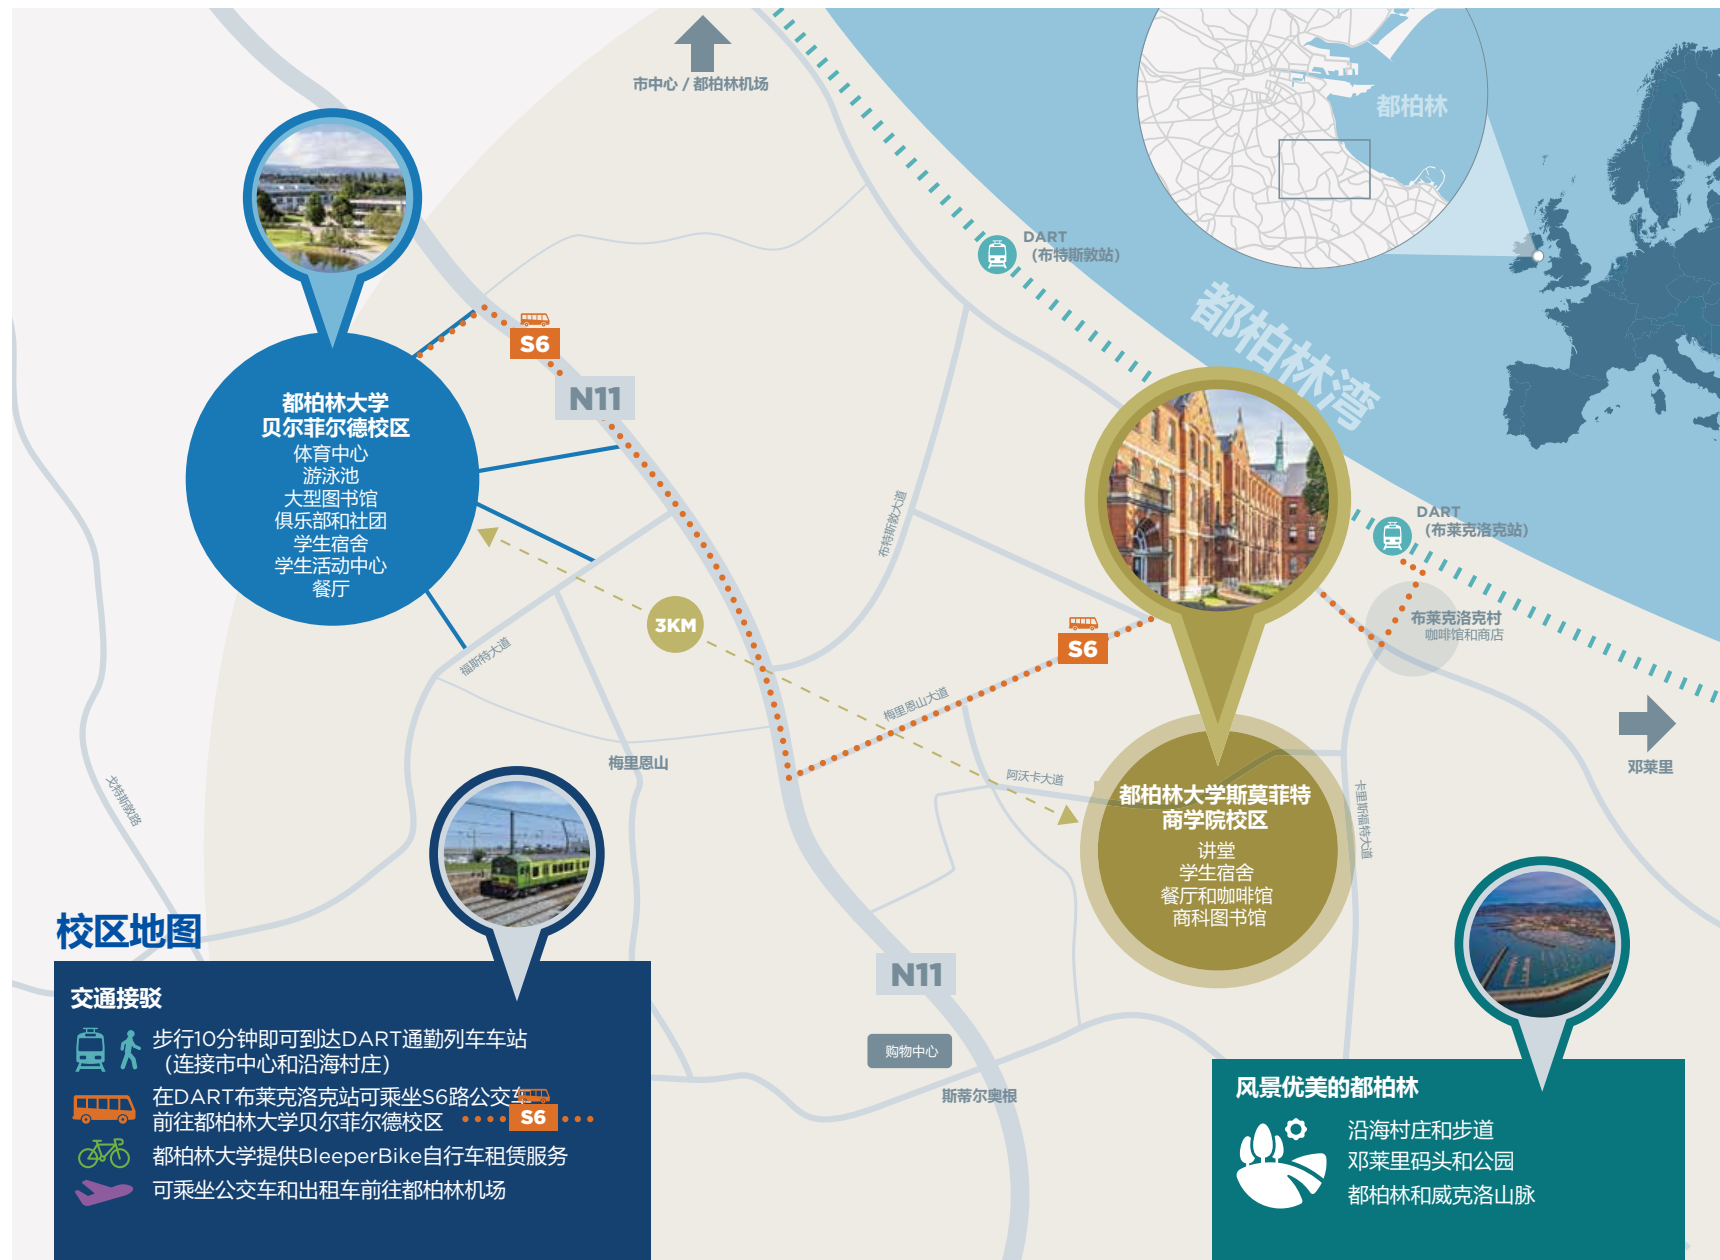 市中心 / 都柏林机场
都柏林
DART
（布特斯敦站）
都柏林湾
S6
N11
都柏林大学
贝尔菲尔德校区
体育中心
游泳池
大型图书馆
俱乐部和社团
学生宿舍
学生活动中心
餐厅
布特斯敦大道
DART
（布莱克洛克站）
3KM
S6
布莱克洛克村
咖啡馆和商店
福斯特大道
梅里恩山大道
梅里恩山
邓莱里
阿沃卡大道
戈特斯敦路
卡里斯福特大道
都柏林大学斯莫菲特
商学院校区
讲堂
学生宿舍
餐厅和咖啡馆
商科图书馆
校区地图
N11
交通接驳
步行10分钟即可到达DART通勤列车车站
（连接市中心和沿海村庄）
在DART布莱克洛克站可乘坐S6路公交车
前往都柏林大学贝尔菲尔德校区
S6
都柏林大学提供BleeperBike自行车租赁服务
可乘坐公交车和出租车前往都柏林机场
购物中心
斯蒂尔奥根
风景优美的都柏林
沿海村庄和步道
邓莱里码头和公园
都柏林和威克洛山脉